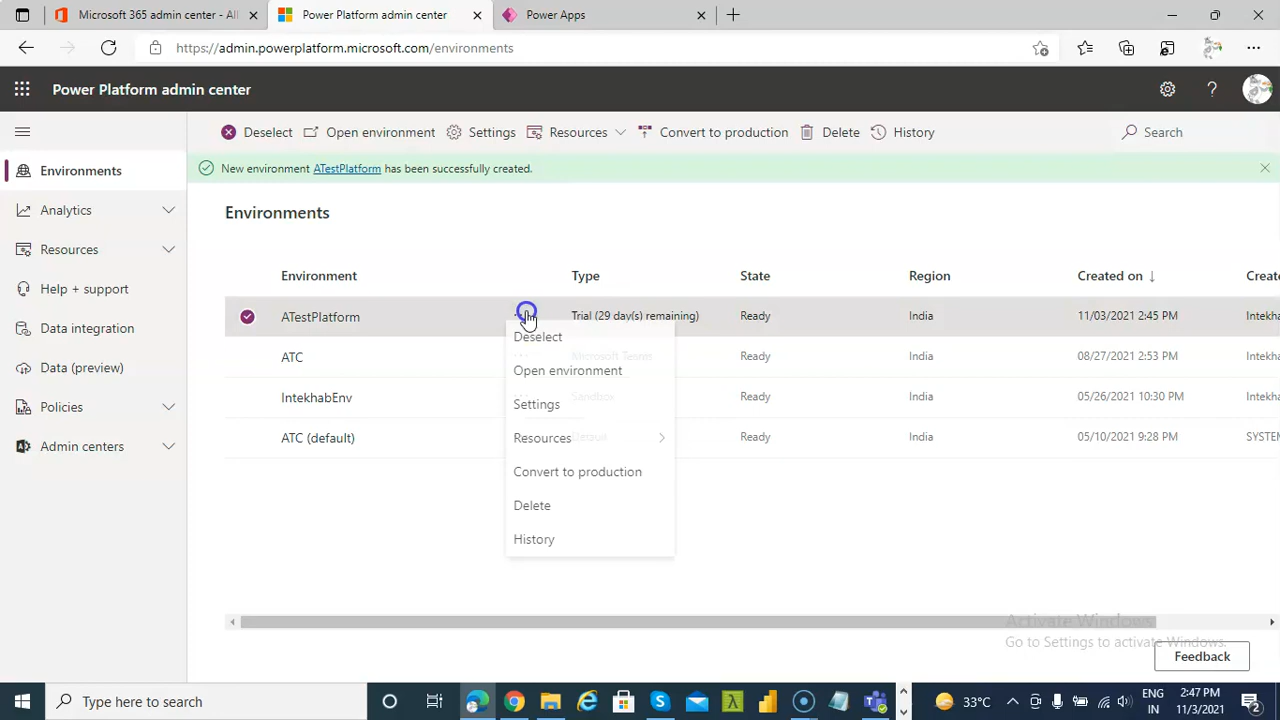 Microsoft 365 admin center - All
Power Platform admin center
Power Apps
https://admin.powerplatform.microsoft.com/environments
Power Platform admin center
Deselect Open environment Settings Resources Convert to production Delete History Search
New environment ATestPlatform has been successfully created.
Environments
Analytics
Resources
Help + support
Data integration
Data (preview)
Policies
Admin centers
Environments
Environment Type State Region Created on Create
ATestPlatform Trial (29 day(s) remaining) Ready India 11/03/2021 2:45 PM Intekha
ATC Microsoft Teams Ready India 08/27/2021 2:53 PM Intekha
IntekhabEnv Sandbox Ready India 05/26/2021 10:30 PM Intekha
ATC (default) Default Ready India 05/10/2021 9:28 PM SYSTEM
Deselect
Open environment
Settings
Resources
Convert to production
Delete
History
Activate Windows
Go to Settings to activate Windows.
Feedback
Type here to search
33°C
ENG
IN
2:47 PM
11/3/2021
2